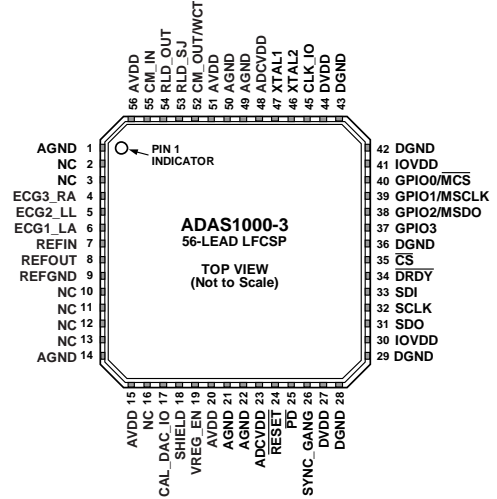 56 AVDD
55 CM_IN
54 RLD_OUT
53 RLD_SJ
52 CM_OUT/WCT
51 AVDD
50 AGND
49 AGND
48 ADCVDD
47 XTAL1
46 XTAL2
45 CLK_IO
44 DVDD
43 DGND
AGND 1
NC 2
NC 3
ECG3_RA 4
ECG2_LL 5
ECG1_LA 6
REFIN 7
REFOUT 8
REFGND 9
NC 10
NC 11
NC 12
NC 13
AGND 14
PIN 1
INDICATOR
ADAS1000-3
56-LEAD LFCSP
TOP VIEW
(Not to Scale)
42 DGND
41 IOVDD
40 GPIO0/MCS
39 GPIO1/MSCLK
38 GPIO2/MSDO
37 GPIO3
36 DGND
35 CS
34 DRDY
33 SDI
32 SCLK
31 SDO
30 IOVDD
29 DGND
AVDD 15
NC 16
CAL_DAC_IO 17
SHIELD 18
VREG_EN 19
AVDD 20
AGND 21
AGND 22
ADCVDD 23
RESET 24
PD 25
SYNC_GANG 26
DVDD 27
DGND 28